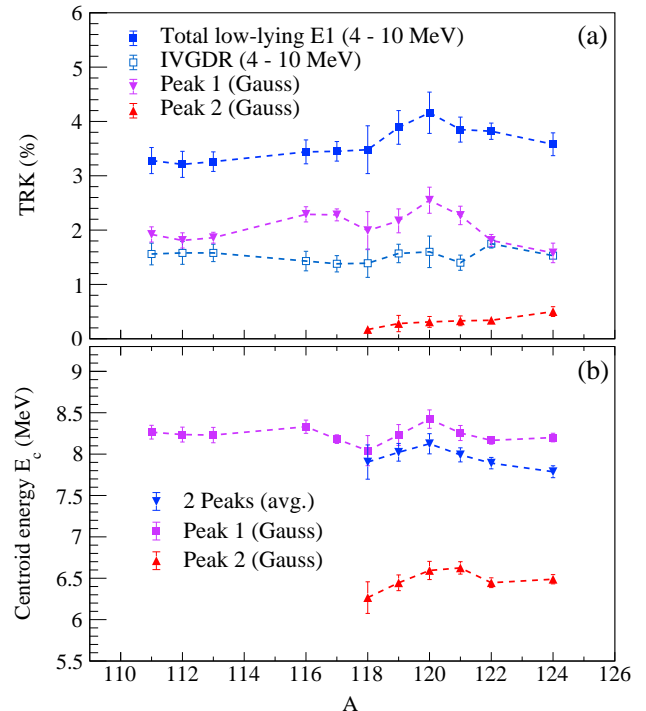 6
5
4
3
2
1
0
TRK (%)
Total low-lying E1 (4 - 10 MeV)
IVGDR (4 - 10 MeV)
Peak 1 (Gauss)
Peak 2 (Gauss)
(a)
9
8.5
8
7.5
7
6.5
6
5.5
Centroid energy E_c (MeV)
(b)
2 Peaks (avg.)
Peak 1 (Gauss)
Peak 2 (Gauss)
110 112 114 116 118 120 122 124 126
A